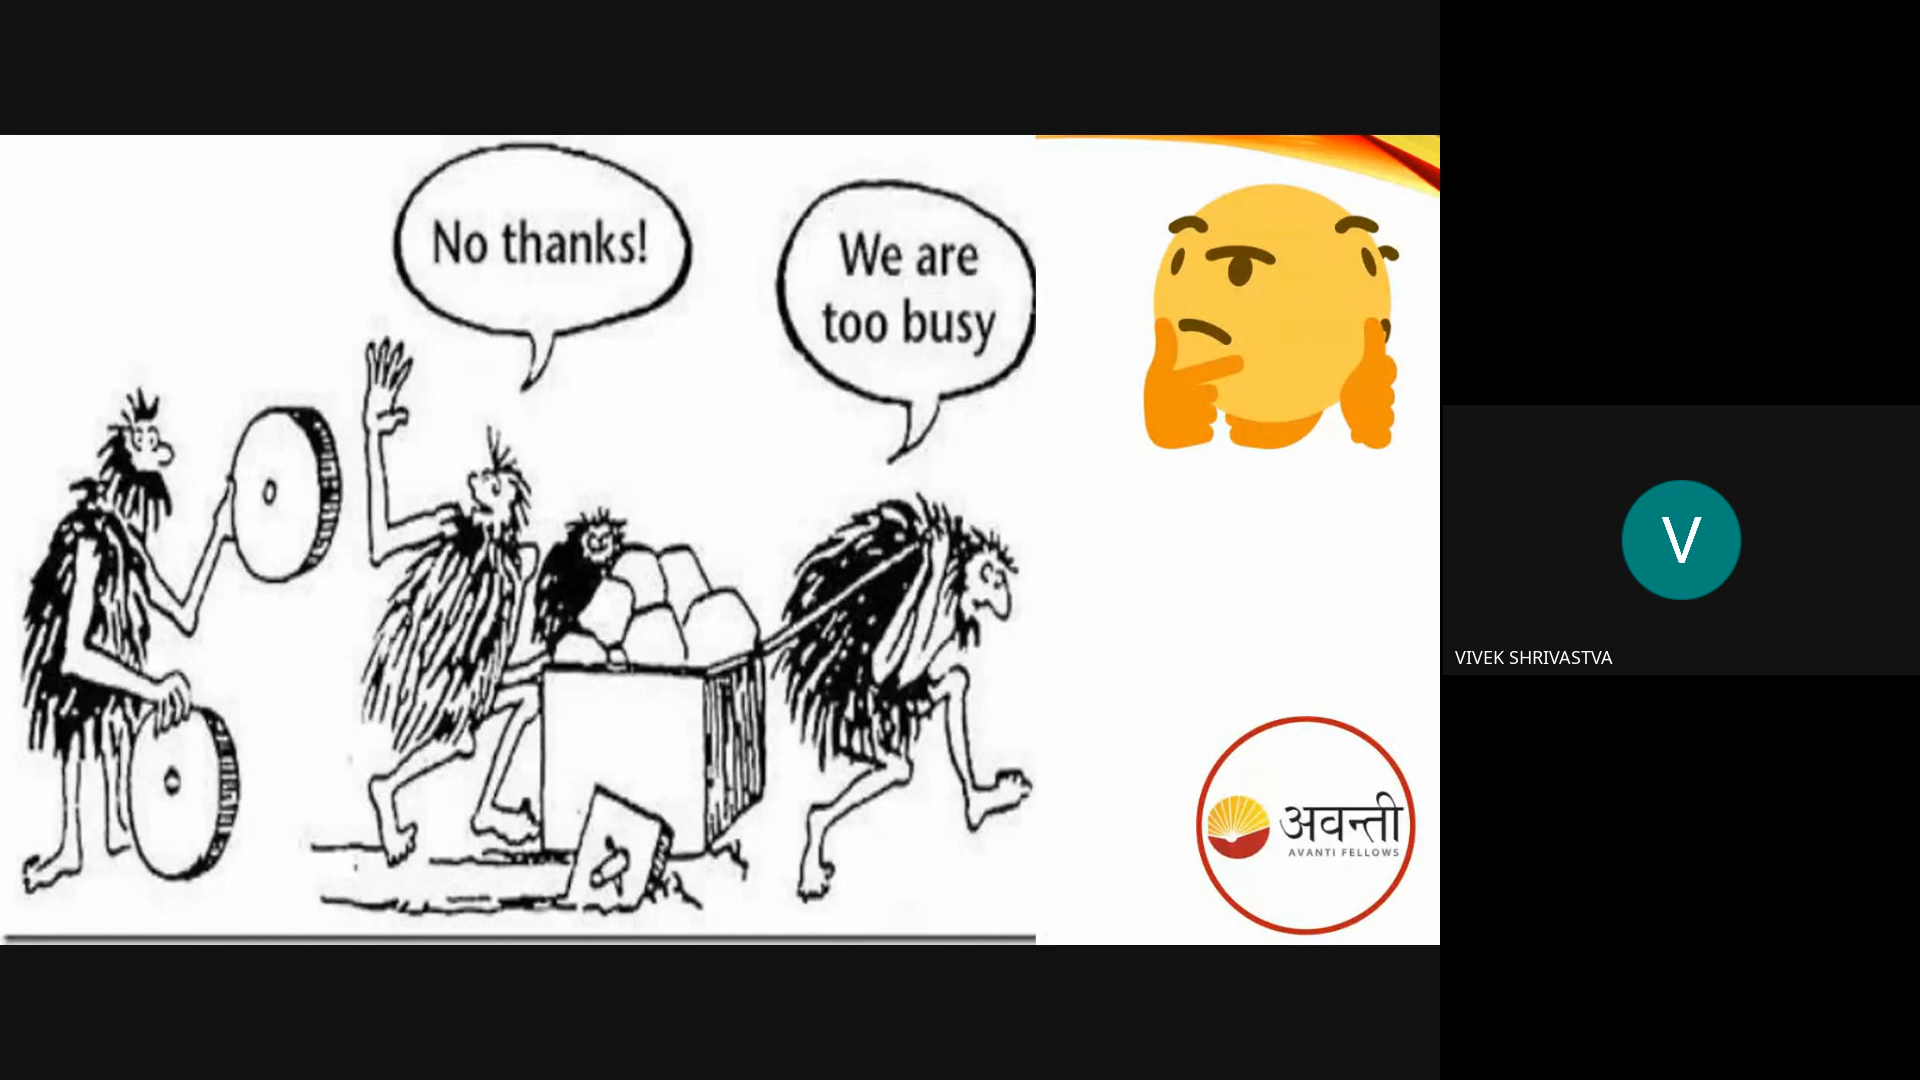 No thanks!
We are
too busy
अवन्ती
AVANTI FELLOWS
V
VIVEK SHRIVASTVA